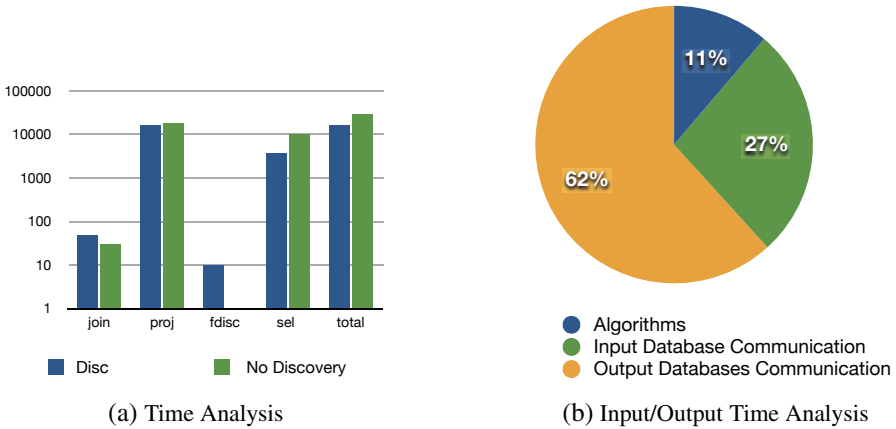 100000
10000
1000
100
10
1
join proj fdisc sel total
Disc No Discovery
(a) Time Analysis
11%
27%
62%
Algorithms
Input Database Communication
Output Databases Communication
(b) Input/Output Time Analysis